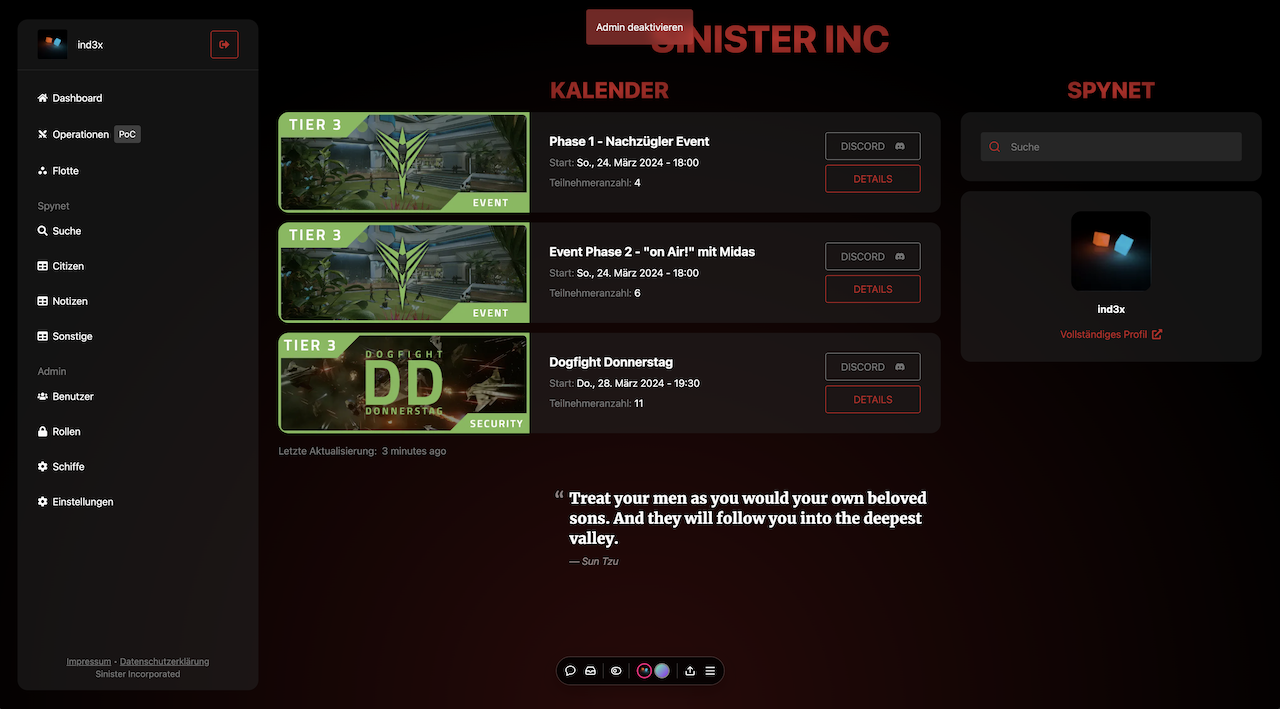 ind3x
Dashboard
Operationen PoC
Flotte
Spynet
Suche
Citizen
Notizen
Sonstige
Admin
Benutzer
Rollen
Schiffe
Einstellungen
Impressum - Datenschutzerklärung
Sinister Incorporated
Admin deaktivieren
SINISTER INC
KALENDER
TIER 3
EVENT
Phase 1 - Nachzügler Event
Start: So., 24. März 2024 - 18:00
Teilnehmeranzahl: 4
DISCORD
DETAILS
TIER 3
EVENT
Event Phase 2 - "on Air!" mit Midas
Start: So., 24. März 2024 - 18:00
Teilnehmeranzahl: 6
DISCORD
DETAILS
TIER 3
DOGFIGHT
DD
DONNERSTAG
SECURITY
Dogfight Donnerstag
Start: Do., 28. März 2024 - 19:30
Teilnehmeranzahl: 11
DISCORD
DETAILS
Letzte Aktualisierung: 3 minutes ago
“ Treat your men as you would your own beloved
sons. And they will follow you into the deepest
valley.
— Sun Tzu
SPYNET
Suche
ind3x
Vollständiges Profil